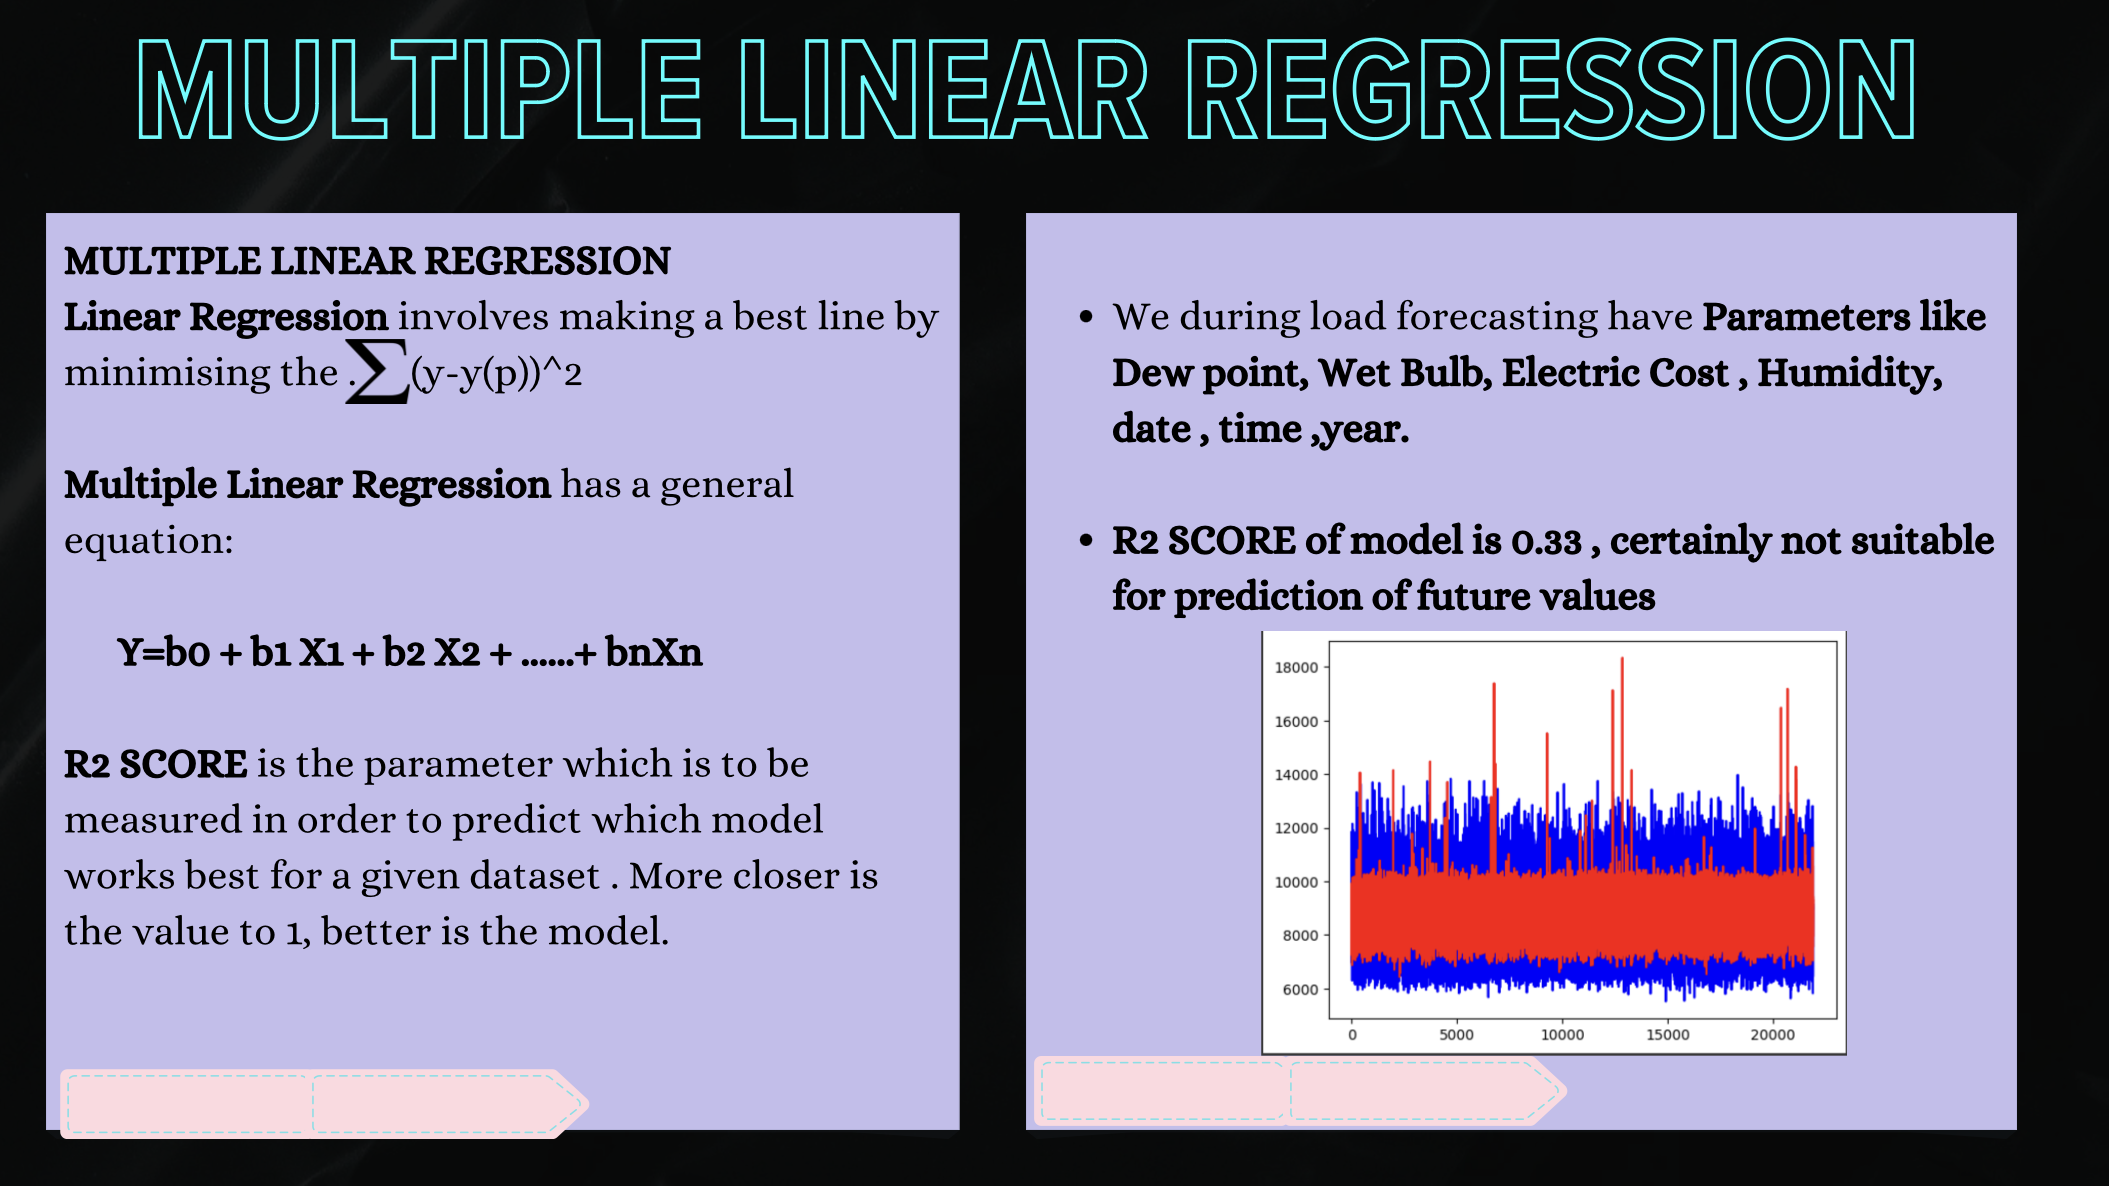 MULTIPLE LINEAR REGRESSION
MULTIPLE LINEAR REGRESSION
Linear Regression involves making a best line by
minimising the .∑(y-y(p))^2
Multiple Linear Regression has a general
equation:
Y=b0 + b1 X1 + b2 X2 + ......+ bnXn
R2 SCORE is the parameter which is to be
measured in order to predict which model
works best for a given dataset . More closer is
the value to 1, better is the model.
• We during load forecasting have Parameters like
Dew point, Wet Bulb, Electric Cost , Humidity,
date , time ,year.
• R2 SCORE of model is 0.33 , certainly not suitable
for prediction of future values
18000
16000
14000
12000
10000
8000
6000
0 5000 10000 15000 20000